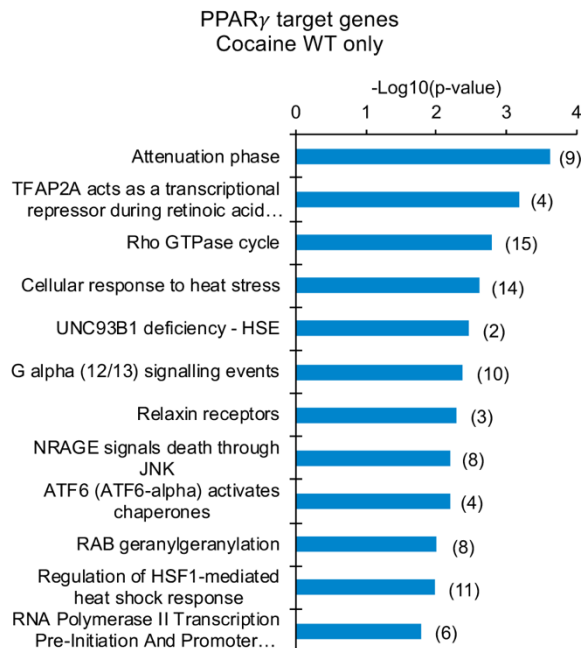 PPARγ target genes
Cocaine WT only
-Log10(p-value)
0 1 2 3 4
Attenuation phase (9)
TFAP2A acts as a transcriptional
repressor during retinoic acid… (4)
Rho GTPase cycle (15)
Cellular response to heat stress (14)
UNC93B1 deficiency - HSE (2)
G alpha (12/13) signalling events (10)
Relaxin receptors (3)
NRAGE signals death through
JNK (8)
ATF6 (ATF6-alpha) activates
chaperones (4)
RAB geranylgeranylation (8)
Regulation of HSF1-mediated
heat shock response (11)
RNA Polymerase II Transcription
Pre-Initiation And Promoter… (6)